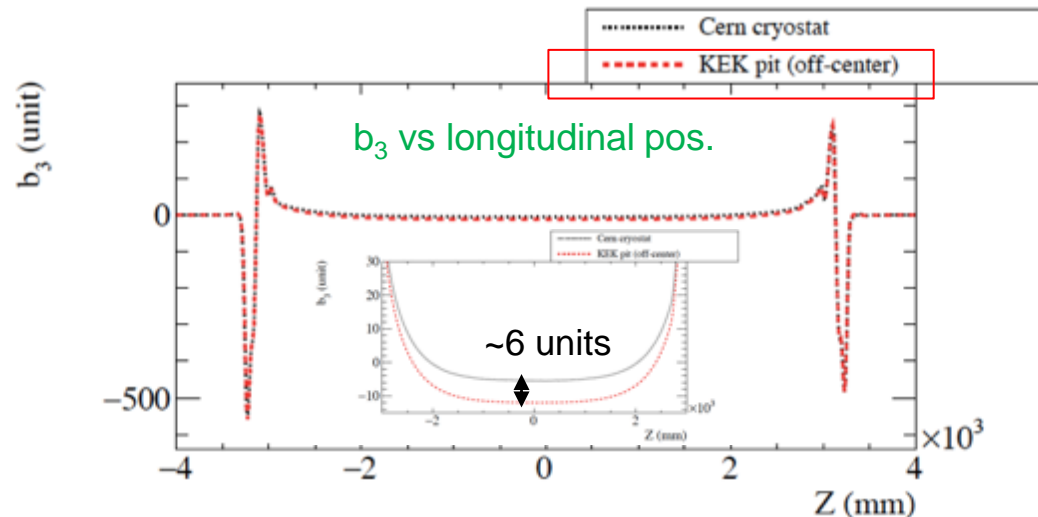 Cern cryostat
KEK pit (off-center)
b₃ (unit)
b₃ vs longitudinal pos.
0
−500
Cern cryostat
KEK pit (off-center)
b₃ (unit)
30
20
10
0
−10
~6 units
−2 0 2
×10³
Z (mm)
−4 −2 0 2 4
×10³
Z (mm)